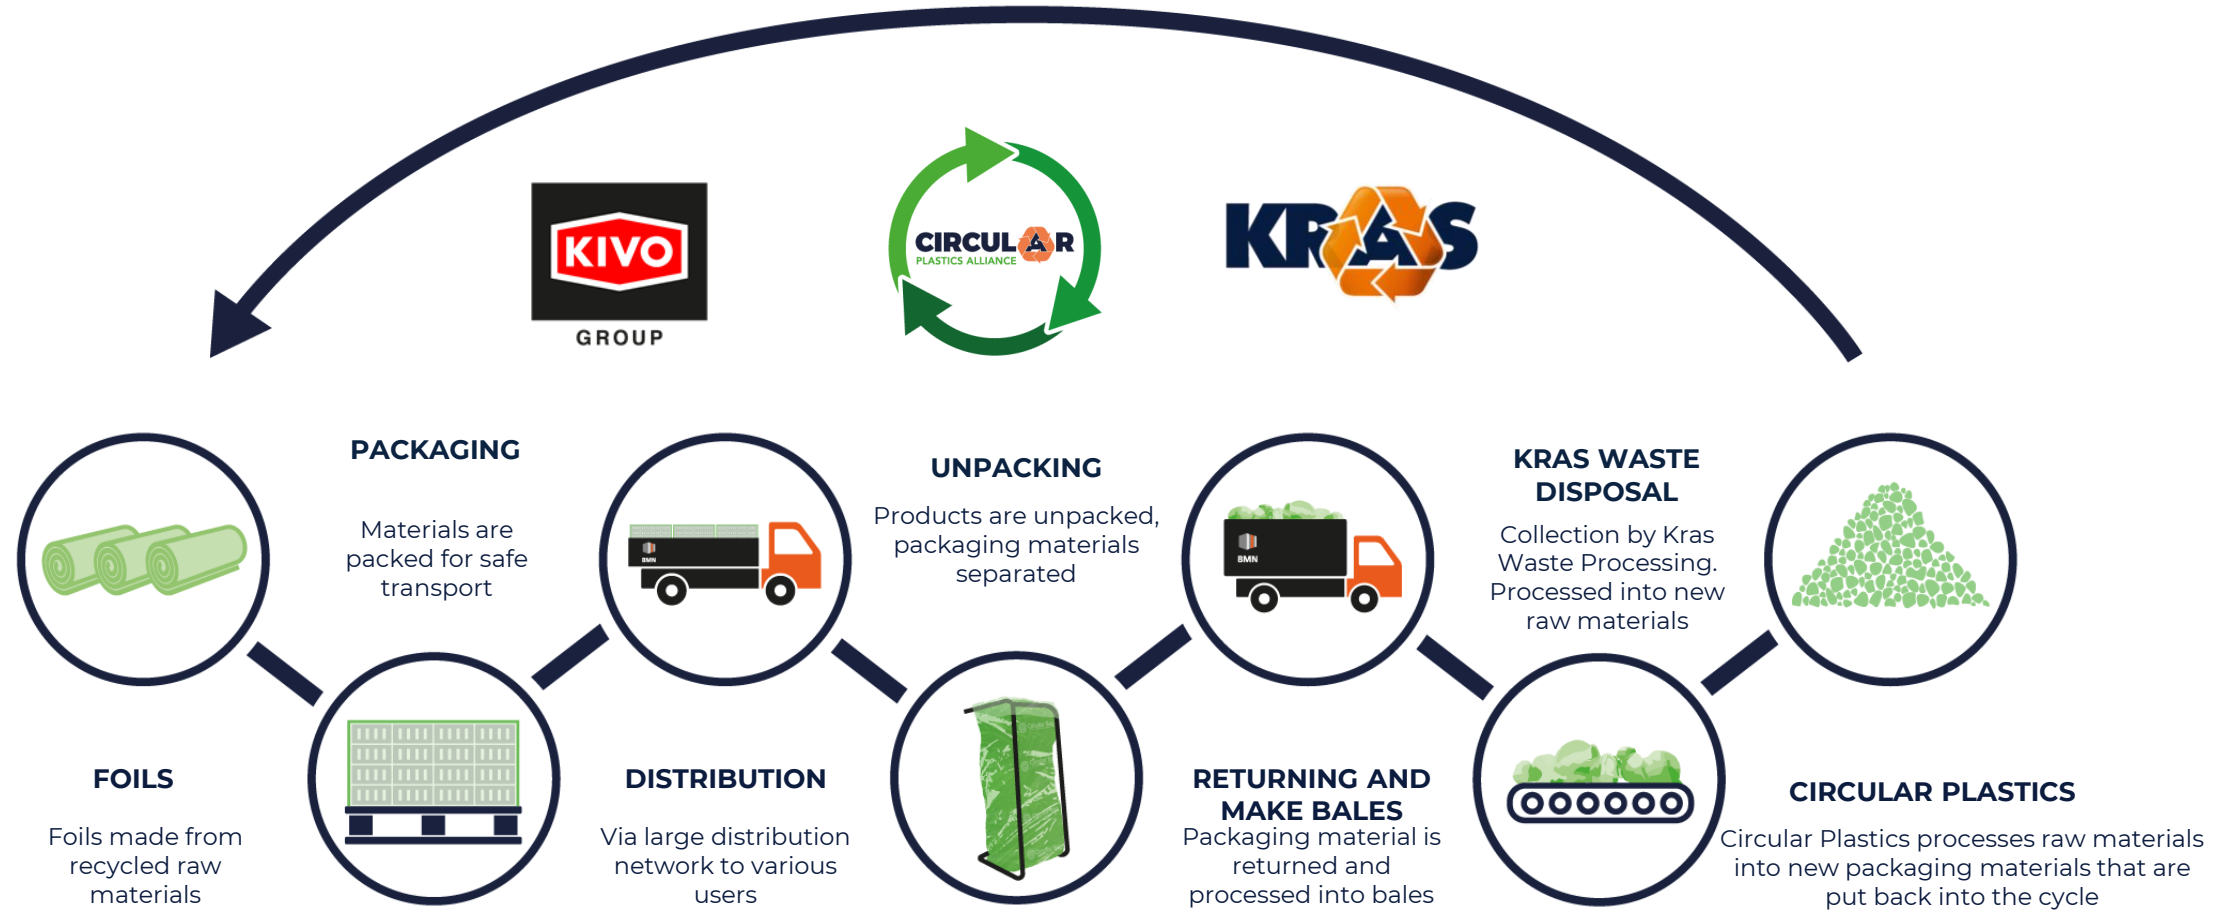 KIVO
GROUP
CIRCULAR
PLASTICS ALLIANCE
KRAS
FOILS
Foils made from
recycled raw
materials
PACKAGING
Materials are
packed for safe
transport
BMN
DISTRIBUTION
Via large distribution
network to various
users
UNPACKING
Products are unpacked,
packaging materials
separated
BMN
RETURNING AND
MAKE BALES
Packaging material is
returned and
processed into bales
KRAS WASTE
DISPOSAL
Collection by Kras
Waste Processing.
Processed into new
raw materials
CIRCULAR PLASTICS
Circular Plastics processes raw materials
into new packaging materials that are
put back into the cycle